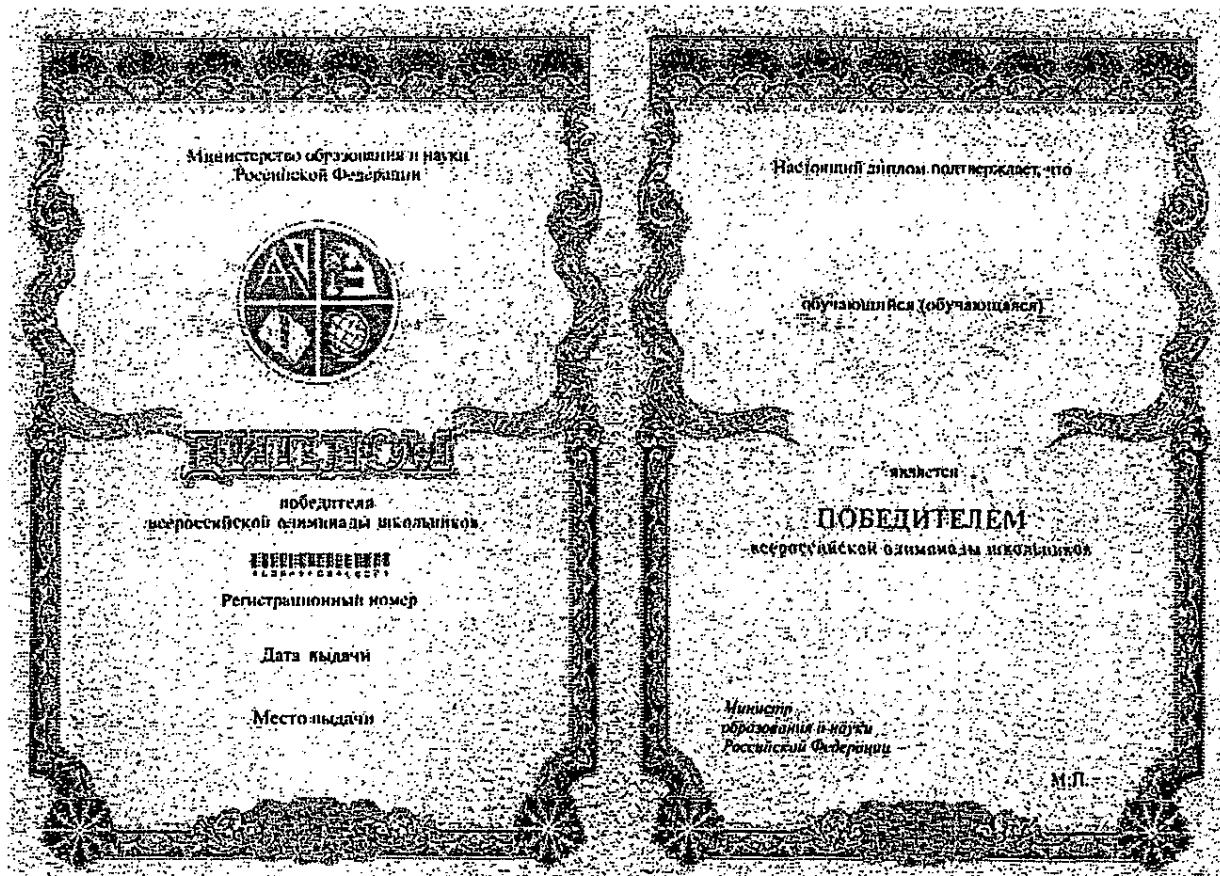 Министерство образования и науки
Российской Федерации
ДИПЛОМ
победителя
всероссийской олимпиады школьников
Регистрационный номер
Дата выдачи
Место выдачи
Настоящий диплом подтверждает, что
обучающийся (обучающаяся)
является
ПОБЕДИТЕЛЕМ
всероссийской олимпиады школьников
Министр
образования и науки
Российской Федерации
М.П.